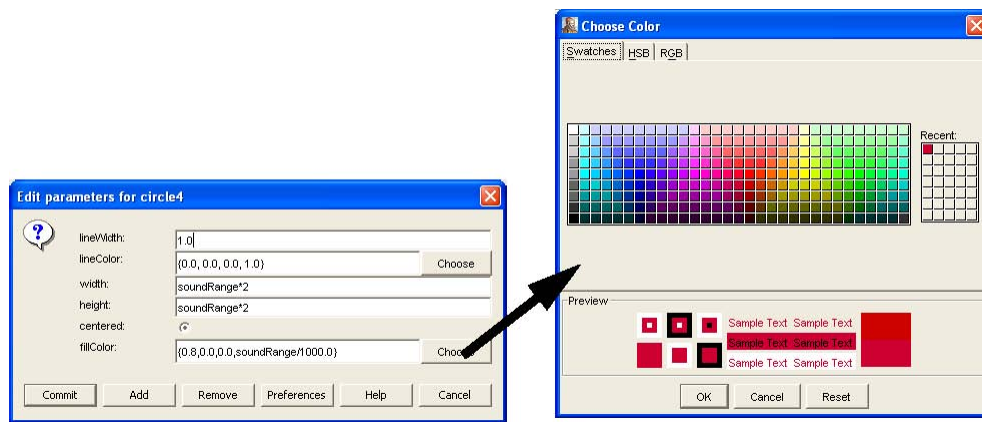 Edit parameters for circle4
lineWidth: 1.0
lineColor: {0.0, 0.0, 0.0, 1.0} Choose
width: soundRange*2
height: soundRange*2
centered:
fillColor: {0.8,0.0,0.0,soundRange/1000.0} Choose
Commit Add Remove Preferences Help Cancel
Choose Color
Swatches HSB RGB
Recent:
Preview
Sample Text Sample Text
Sample Text Sample Text
Sample Text Sample Text
OK Cancel Reset